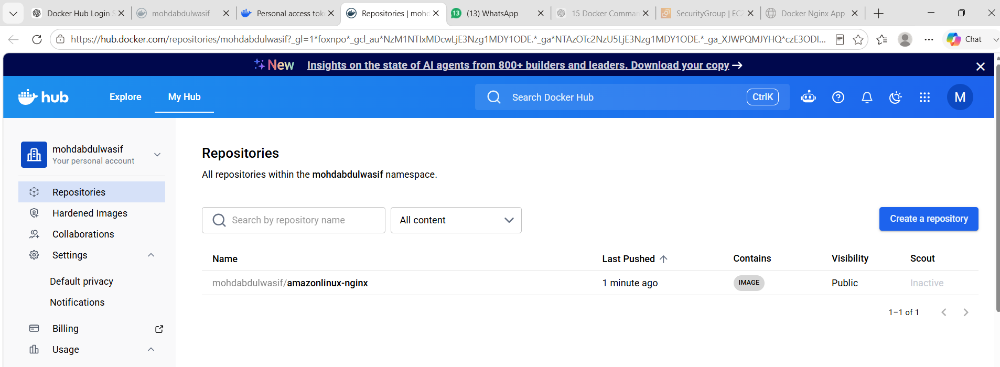 Docker Hub Login S
mohdabdulwasif
Personal access tok
Repositories | mohd
13 (13) WhatsApp
15 Docker Comman
SecurityGroup | EC2
Docker Nginx App
https://hub.docker.com/repositories/mohdabdulwasif?_gl=1*foxnpo*_gcl_au*NzM1NTIxMDcwLjE3Nzg1MDY1ODE.*_ga*NTAzOTc2NzU5LjE3Nzg1MDY1ODE.*_ga_XJWPQMJYHQ*czE3ODI...
Chat
New Insights on the state of AI agents from 800+ builders and leaders. Download your copy →
hub
Explore
My Hub
Search Docker Hub
CtrlK
M
mohdabdulwasif
Your personal account
Repositories
Hardened Images
Collaborations
Settings
Default privacy
Notifications
Billing
Usage
Repositories
All repositories within the mohdabdulwasif namespace.
Search by repository name
All content
Create a repository
Name Last Pushed ↑ Contains Visibility Scout
mohdabdulwasif/amazonlinux-nginx 1 minute ago IMAGE Public Inactive
1–1 of 1